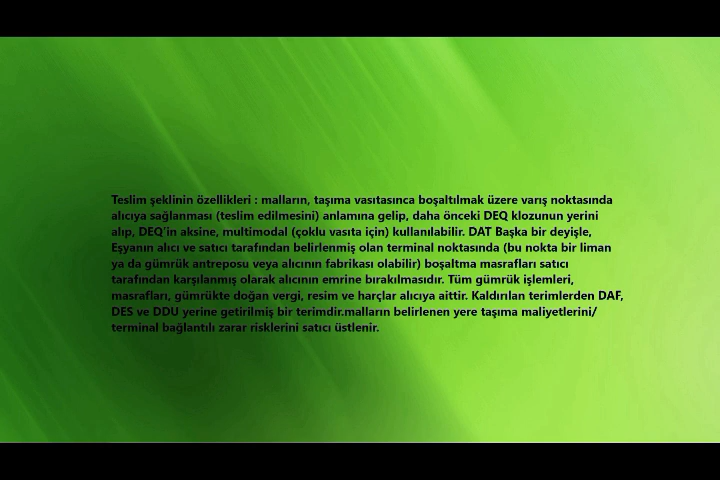 Teslim şeklinin özellikleri : malların, taşıma vasıtasınca boşaltılmak üzere varış noktasında
alıcıya sağlanması (teslim edilmesini) anlamına gelip, daha önceki DEQ klozunun yerini
alıp, DEQ'in aksine, multimodal (çoklu vasıta için) kullanılabilir. DAT Başka bir deyişle,
Eşyanın alıcı ve satıcı tarafından belirlenmiş olan terminal noktasında (bu nokta bir liman
ya da gümrük antreposu veya alıcının fabrikası olabilir) boşaltma masrafları satıcı
tarafından karşılanmış olarak alıcının emrine bırakılmasıdır. Tüm gümrük işlemleri,
masrafları, gümrükte doğan vergi, resim ve harçlar alıcıya aittir. Kaldırılan terimlerden DAF,
DES ve DDU yerine getirilmiş bir terimdir.malların belirlenen yere taşıma maliyetlerini/
terminal bağlantılı zarar risklerini satıcı üstlenir.